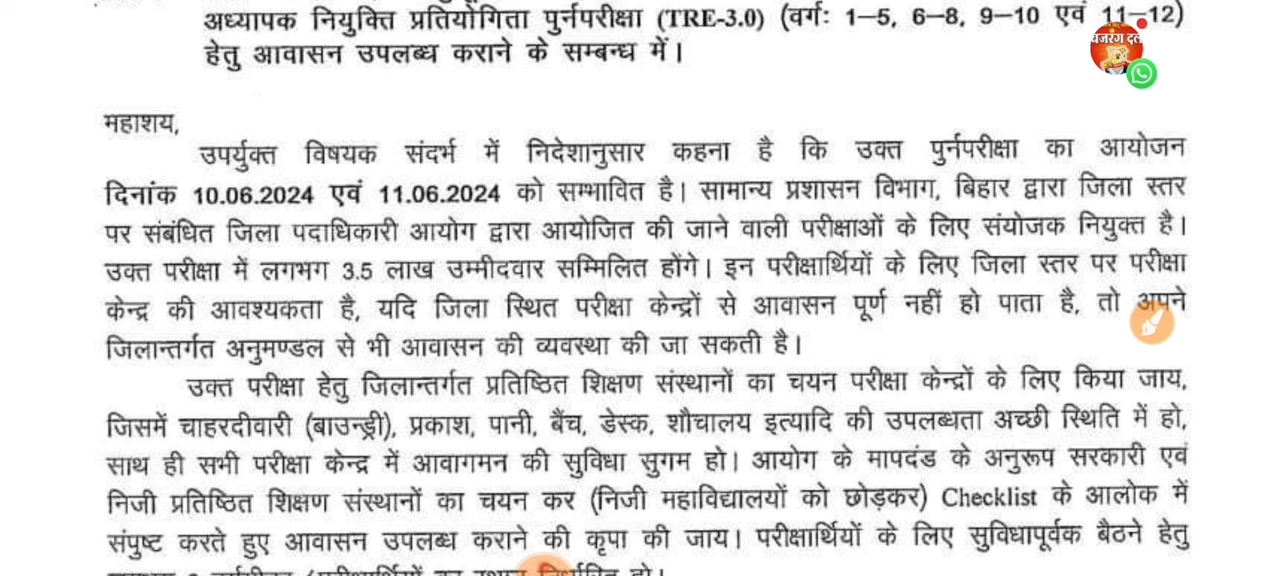 अध्यापक नियुक्ति प्रतियोगिता पुर्नपरीक्षा (TRE-3.0) (वर्गः 1–5, 6–8, 9–10 एवं 11–12)
हेतु आवासन उपलब्ध कराने के सम्बन्ध में।
बजरंग दल
महाशय,
उपर्युक्त विषयक संदर्भ में निदेशानुसार कहना है कि उक्त पुर्नपरीक्षा का आयोजन
दिनांक 10.06.2024 एवं 11.06.2024 को सम्भावित है। सामान्य प्रशासन विभाग, बिहार द्वारा जिला स्तर
पर संबंधित जिला पदाधिकारी आयोग द्वारा आयोजित की जाने वाली परीक्षाओं के लिए संयोजक नियुक्त है।
उक्त परीक्षा में लगभग 3.5 लाख उम्मीदवार सम्मिलित होंगे। इन परीक्षार्थियों के लिए जिला स्तर पर परीक्षा
केन्द्र की आवश्यकता है, यदि जिला स्थित परीक्षा केन्द्रों से आवासन पूर्ण नहीं हो पाता है, तो अपने
जिलान्तर्गत अनुमण्डल से भी आवासन की व्यवस्था की जा सकती है।
उक्त परीक्षा हेतु जिलान्तर्गत प्रतिष्ठित शिक्षण संस्थानों का चयन परीक्षा केन्द्रों के लिए किया जाय,
जिसमें चाहरदीवारी (बाउन्ड्री), प्रकाश, पानी, बैंच, डेस्क, शौचालय इत्यादि की उपलब्धता अच्छी स्थिति में हो,
साथ ही सभी परीक्षा केन्द्र में आवागमन की सुविधा सुगम हो। आयोग के मापदंड के अनुरूप सरकारी एवं
निजी प्रतिष्ठित शिक्षण संस्थानों का चयन कर (निजी महाविद्यालयों को छोड़कर) Checklist के आलोक में
संपुष्ट करते हुए आवासन उपलब्ध कराने की कृपा की जाय। परीक्षार्थियों के लिए सुविधापूर्वक बैठने हेतु